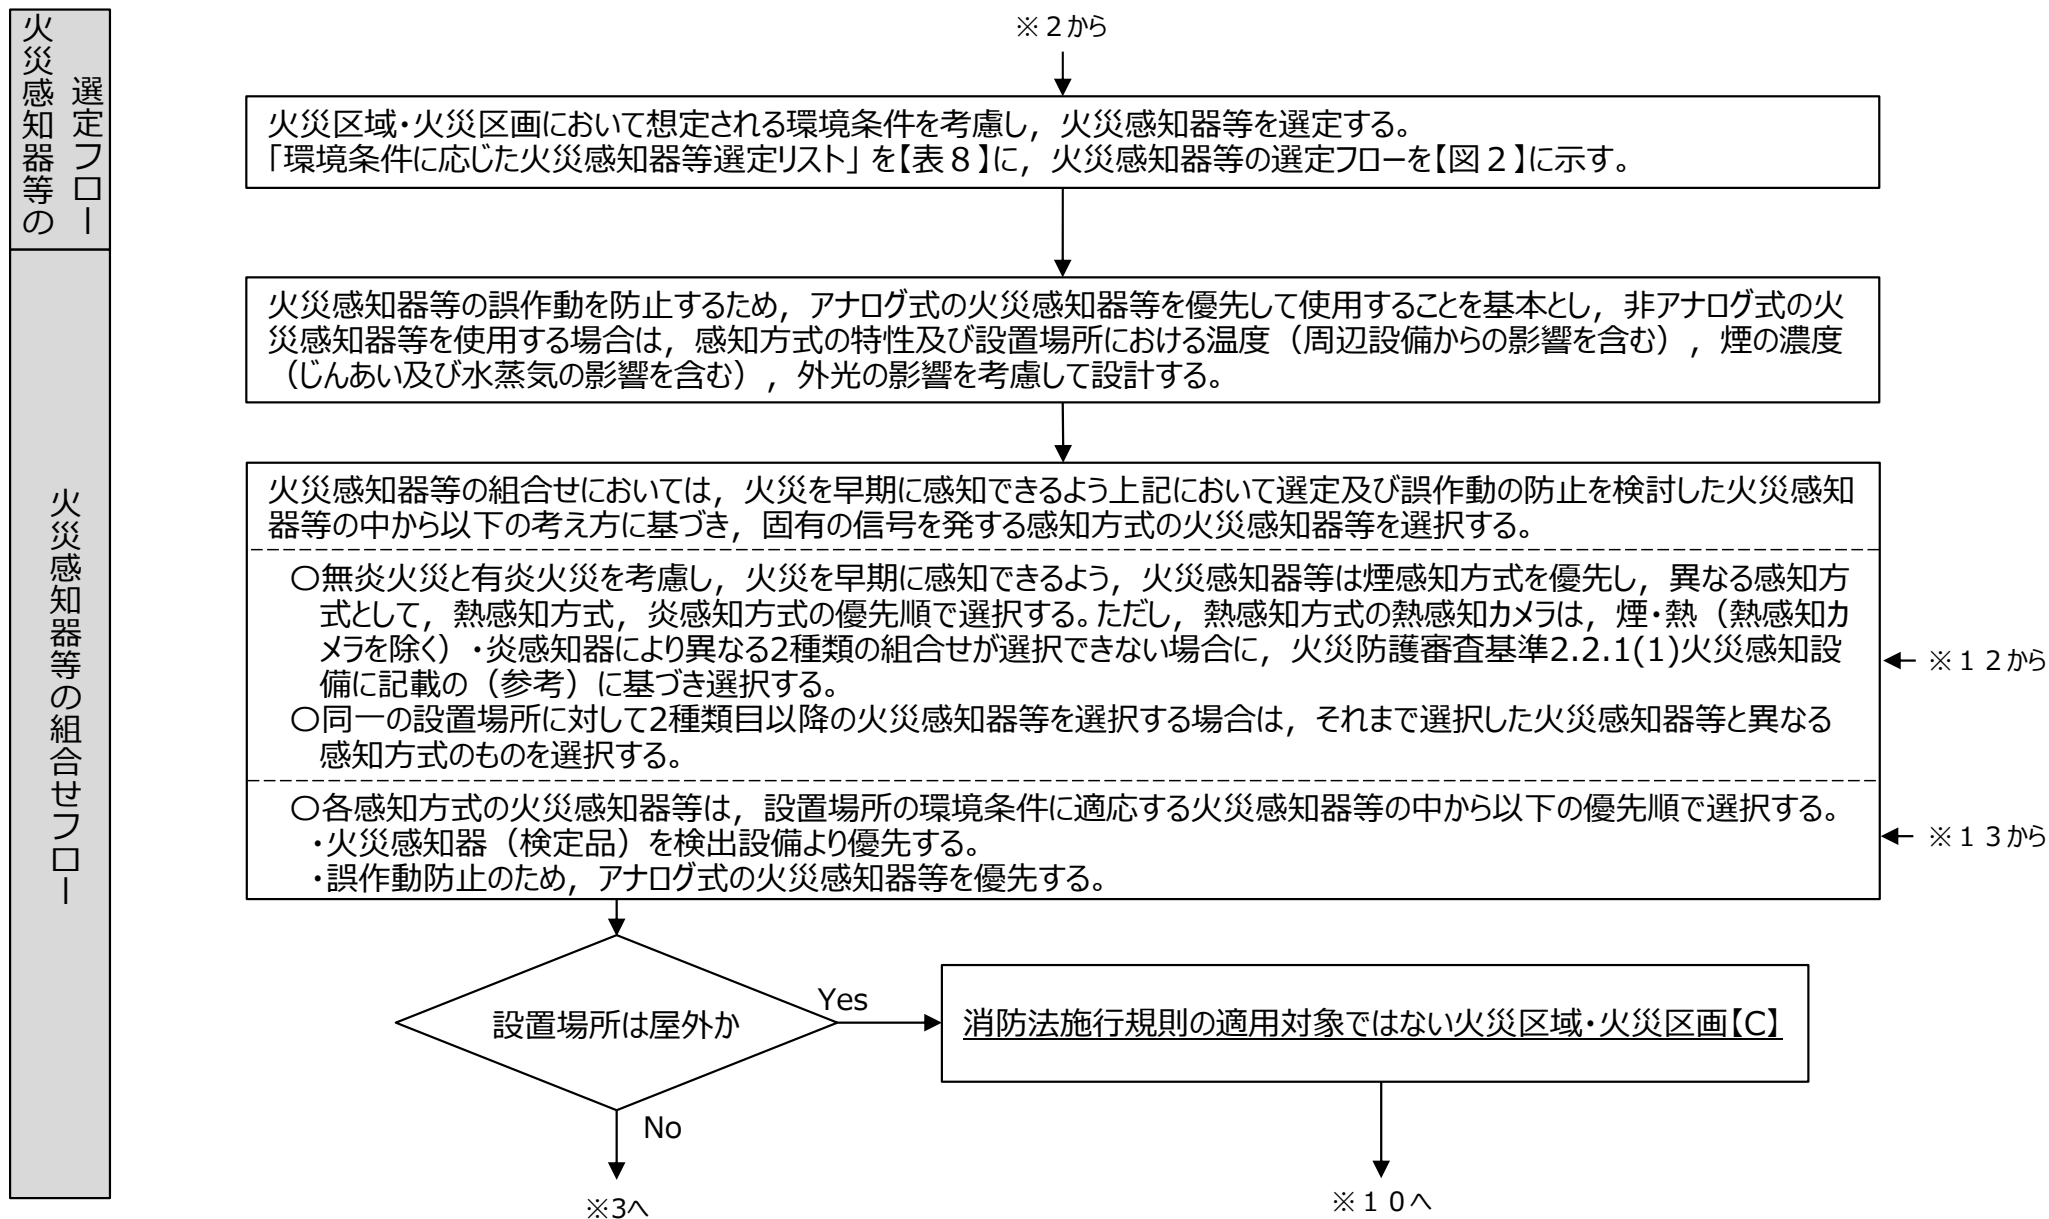 火災感知器等の
選定フロー
※２から
火災区域・火災区画において想定される環境条件を考慮し，火災感知器等を選定する。
「環境条件に応じた火災感知器等選定リスト」を【表８】に，火災感知器等の選定フローを【図２】に示す。
火災感知器等の組合せフロー
火災感知器等の誤作動を防止するため，アナログ式の火災感知器等を優先して使用することを基本とし，非アナログ式の火
災感知器等を使用する場合は，感知方式の特性及び設置場所における温度（周辺設備からの影響を含む），煙の濃度
（じんあい及び水蒸気の影響を含む），外光の影響を考慮して設計する。
火災感知器等の組合せにおいては，火災を早期に感知できるよう上記において選定及び誤作動の防止を検討した火災感知
器等の中から以下の考え方に基づき，固有の信号を発する感知方式の火災感知器等を選択する。
○無炎火災と有炎火災を考慮し，火災を早期に感知できるよう，火災感知器等は煙感知方式を優先し，異なる感知方
式として，熱感知方式，炎感知方式の優先順で選択する。ただし，熱感知方式の熱感知カメラは，煙・熱（熱感知カ
メラを除く）・炎感知器により異なる2種類の組合せが選択できない場合に，火災防護審査基準2.2.1(1)火災感知設
備に記載の（参考）に基づき選択する。
※１２から
○同一の設置場所に対して2種類目以降の火災感知器等を選択する場合は，それまで選択した火災感知器等と異なる
感知方式のものを選択する。
○各感知方式の火災感知器等は，設置場所の環境条件に適応する火災感知器等の中から以下の優先順で選択する。
・火災感知器（検定品）を検出設備より優先する。
※１３から
・誤作動防止のため，アナログ式の火災感知器等を優先する。
設置場所は屋外か
Yes
消防法施行規則の適用対象ではない火災区域・火災区画【C】
No
※3へ
※１０へ